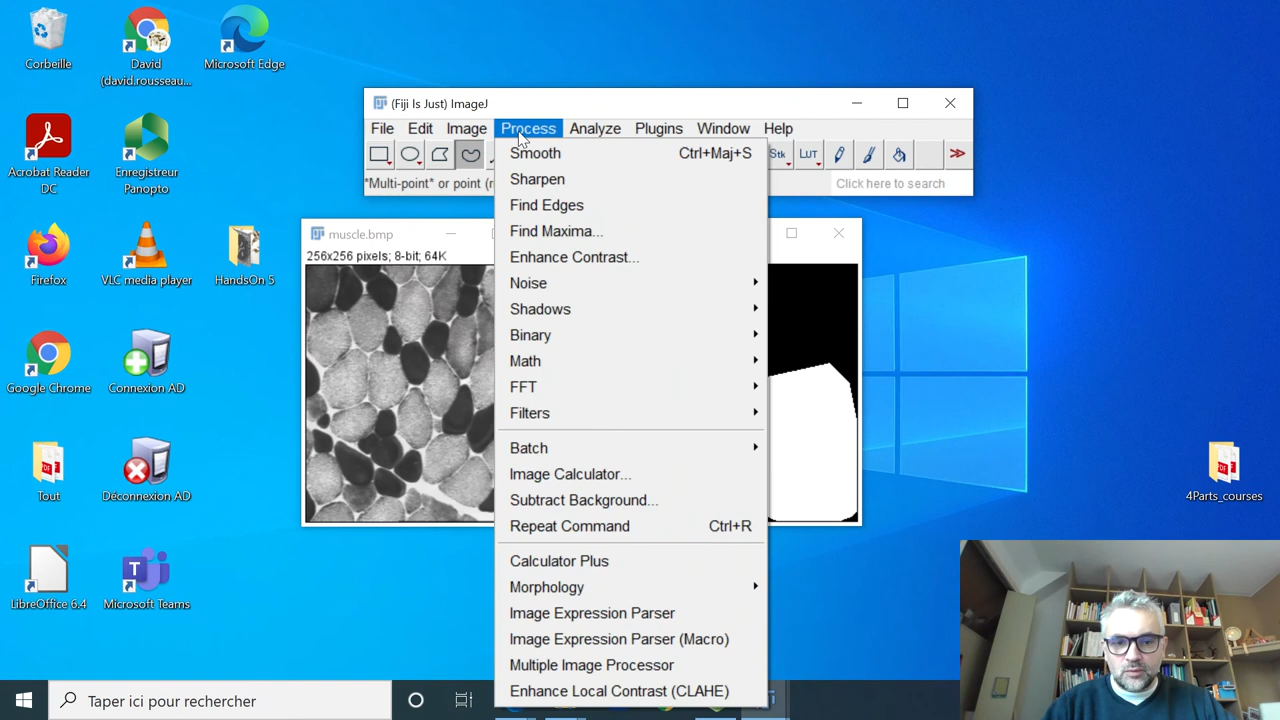 Corbeille
David
(david.rousseau...
Microsoft Edge
Acrobat Reader
DC
Enregistreur
Panopto
Firefox
VLC media player
HandsOn 5
Google Chrome
Connexion AD
Tout
Déconnexion AD
LibreOffice 6.4
Microsoft Teams
4Parts_courses
(Fiji Is Just) ImageJ
File Edit Image Process Analyze Plugins Window Help
Stk LUT >>
*Multi-point* or point (r
Click here to search
muscle.bmp
256x256 pixels; 8-bit; 64K
Smooth Ctrl+Maj+S
Sharpen
Find Edges
Find Maxima...
Enhance Contrast...
Noise
Shadows
Binary
Math
FFT
Filters
Batch
Image Calculator...
Subtract Background...
Repeat Command Ctrl+R
Calculator Plus
Morphology
Image Expression Parser
Image Expression Parser (Macro)
Multiple Image Processor
Enhance Local Contrast (CLAHE)
Taper ici pour rechercher